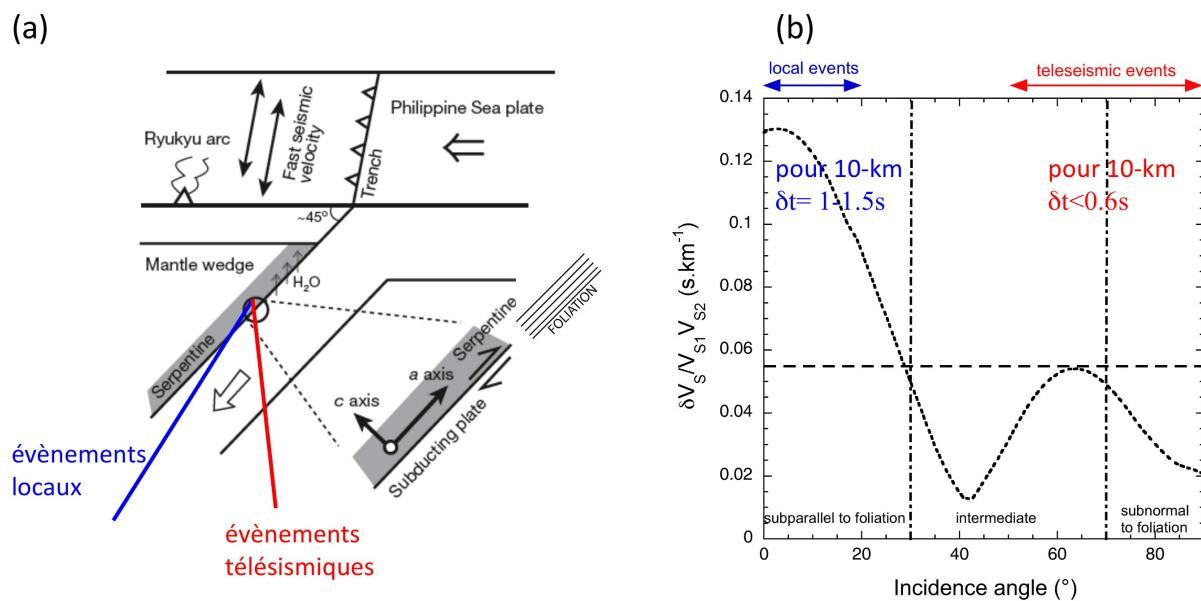 (a)
Ryukyu arc
Fast seismic
velocity
Trench
Philippine Sea plate
~45°
Mantle wedge
H₂O
Serpentine
Serpentine
FOLIATION
a axis
c axis
Subducting plate
évènements
locaux
évènements
télésismiques
(b)
local events
teleseismic events
0.14
0.12
0.1
0.08
0.06
0.04
0.02
0
δVS/VS1VS2 (s.km⁻¹)
pour 10-km
δt= 1-1.5s
pour 10-km
δt<0.6s
subparallel to foliation
intermediate
subnormal
to foliation
0 20 40 60 80
Incidence angle (°)